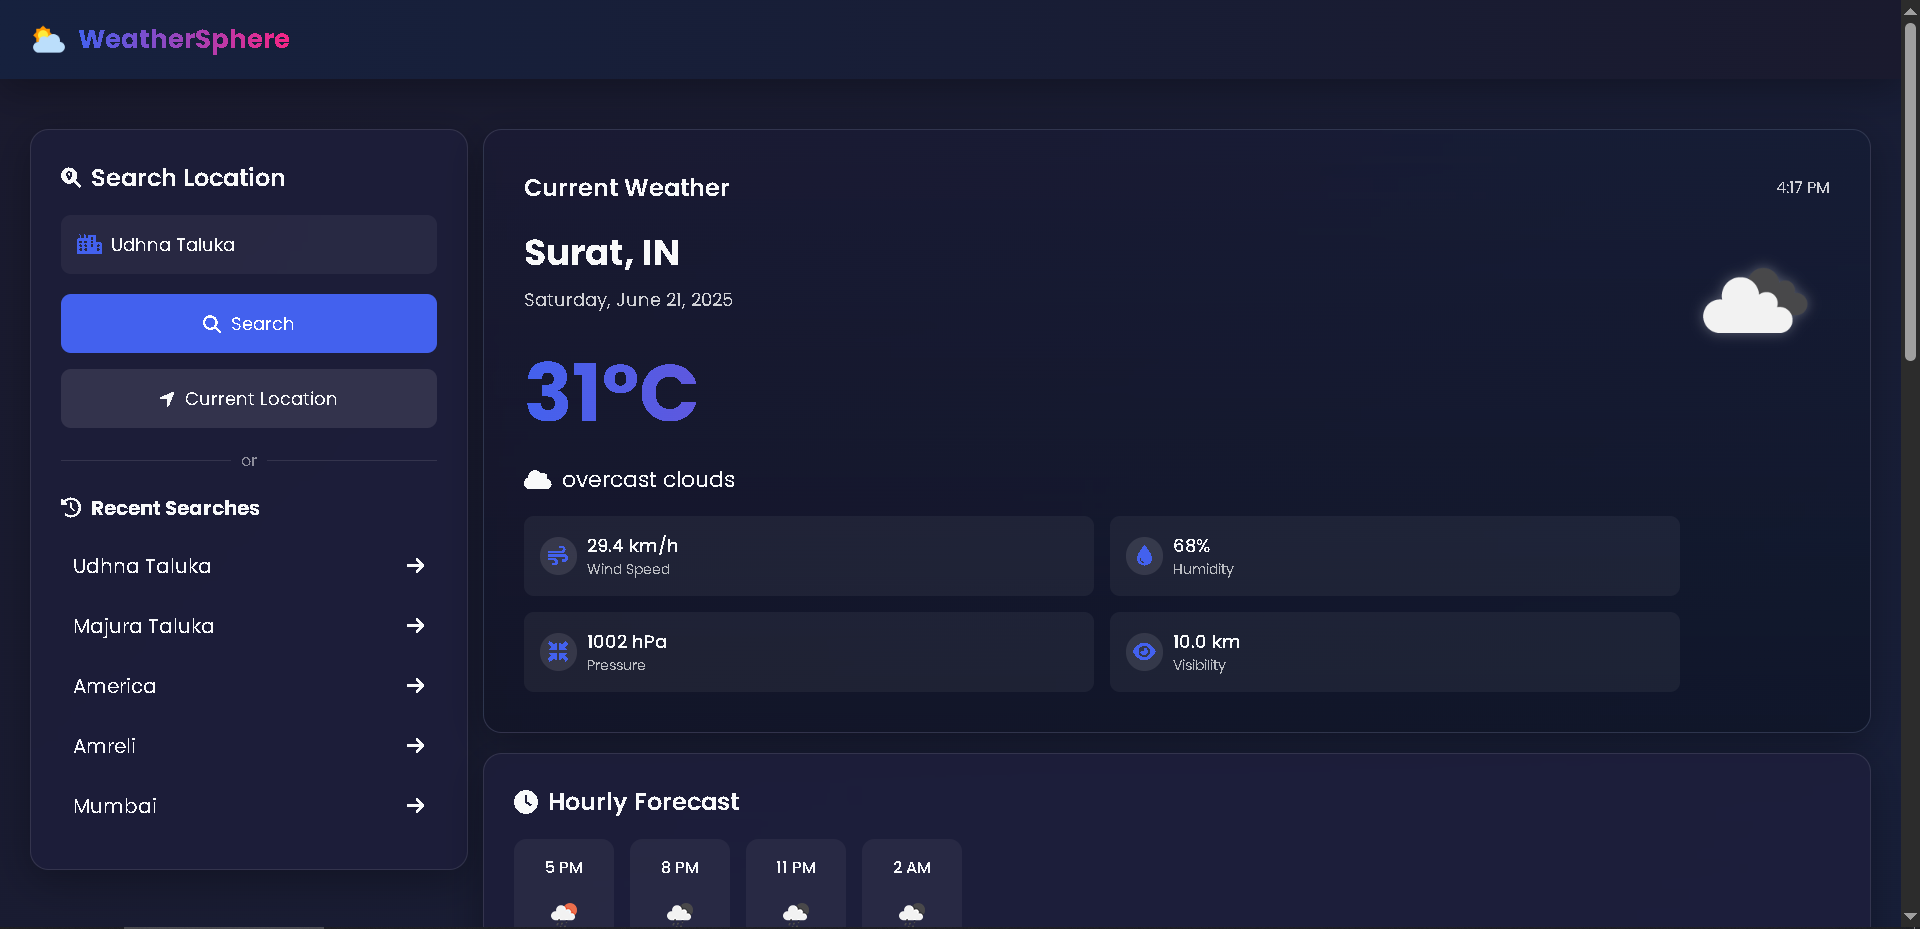 WeatherSphere
Search Location
Udhna Taluka
Search
Current Location
or
Recent Searches
Udhna Taluka
Majura Taluka
America
Amreli
Mumbai
Current Weather
4:17 PM
Surat, IN
Saturday, June 21, 2025
31°C
overcast clouds
29.4 km/h
Wind Speed
68%
Humidity
1002 hPa
Pressure
10.0 km
Visibility
Hourly Forecast
5 PM
8 PM
11 PM
2 AM